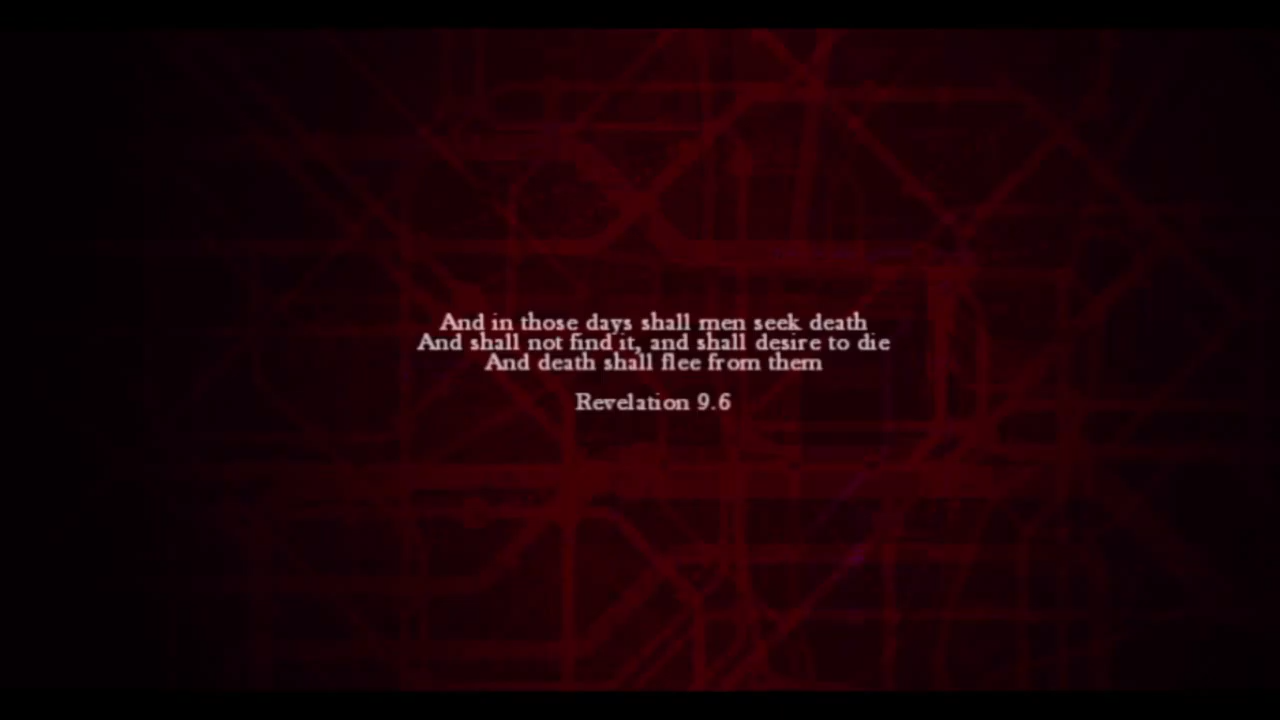 And in those days shall men seek death
And shall not find it, and shall desire to die
And death shall flee from them
Revelation 9.6